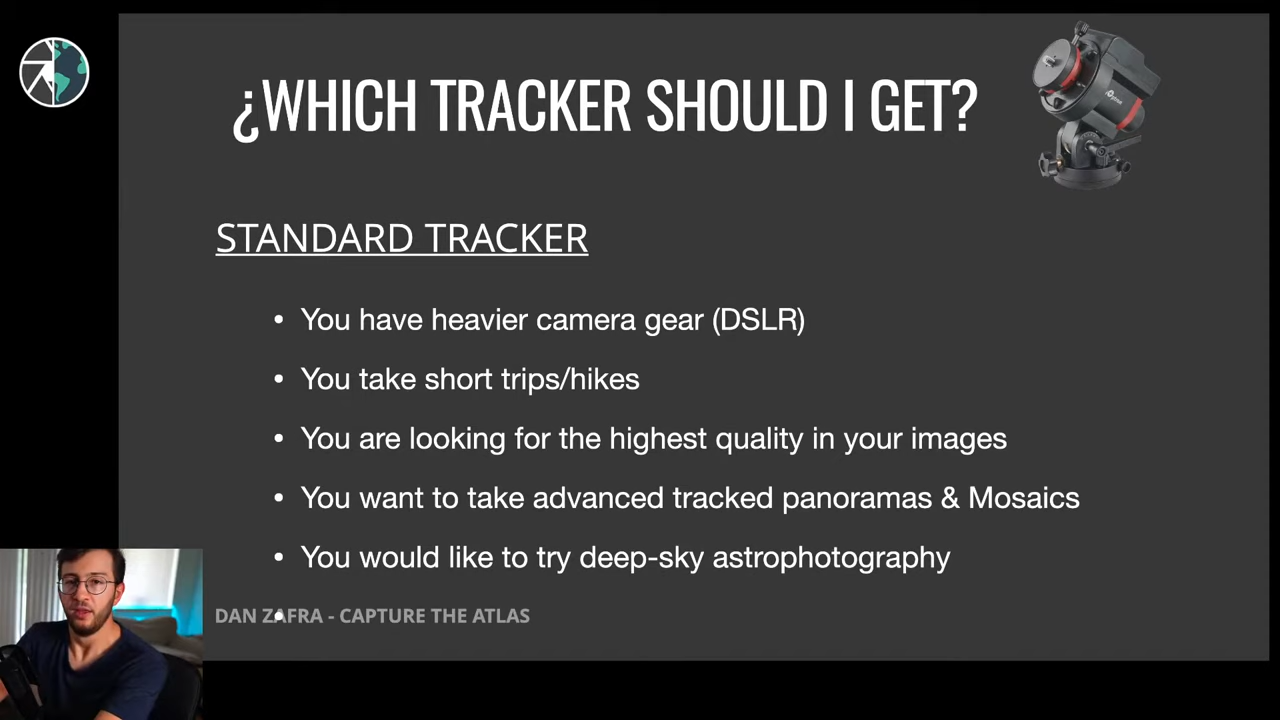 ¿WHICH TRACKER SHOULD I GET?
STANDARD TRACKER
• You have heavier camera gear (DSLR)
• You take short trips/hikes
• You are looking for the highest quality in your images
• You want to take advanced tracked panoramas & Mosaics
• You would like to try deep-sky astrophotography
DAN ZAFRA - CAPTURE THE ATLAS